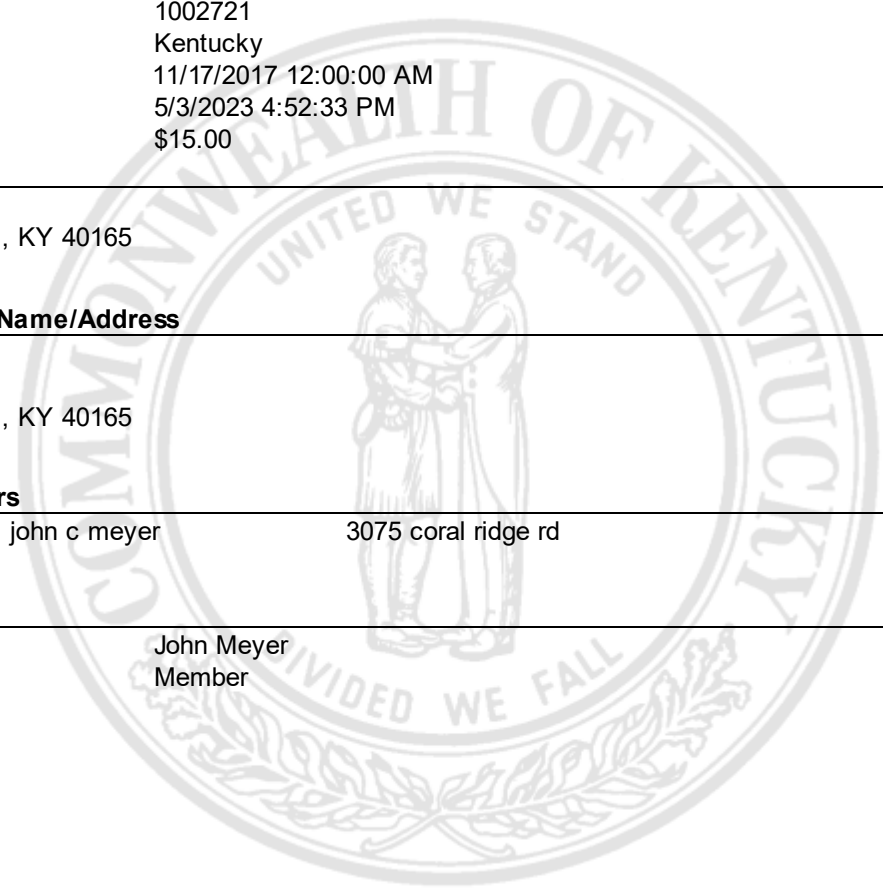 1002721
Kentucky
11/17/2017 12:00:00 AM
5/3/2023 4:52:33 PM
$15.00
, KY 40165
Name/Address
, KY 40165
rs
john c meyer 3075 coral ridge rd
John Meyer
Member
COMMONWEALTH OF KENTUCKY
UNITED WE STAND
DIVIDED WE FALL